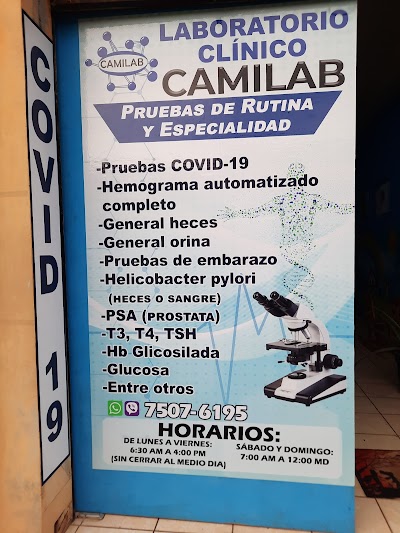 COVID 19
CAMILAB
LABORATORIO
CLÍNICO
CAMILAB
PRUEBAS DE RUTINA
Y ESPECIALIDAD
-Pruebas COVID-19
-Hemógrama automatizado
completo
-General heces
-General orina
-Pruebas de embarazo
-Helicobacter pylori
(HECES O SANGRE)
-PSA (PROSTATA)
-T3, T4, TSH
-Hb Glicosilada
-Glucosa
-Entre otros
7507-6195
HORARIOS:
DE LUNES A VIERNES:
6:30 AM A 4:00 PM
(SIN CERRAR AL MEDIO DIA)
SÁBADO Y DOMINGO:
7:00 AM A 12:00 MD